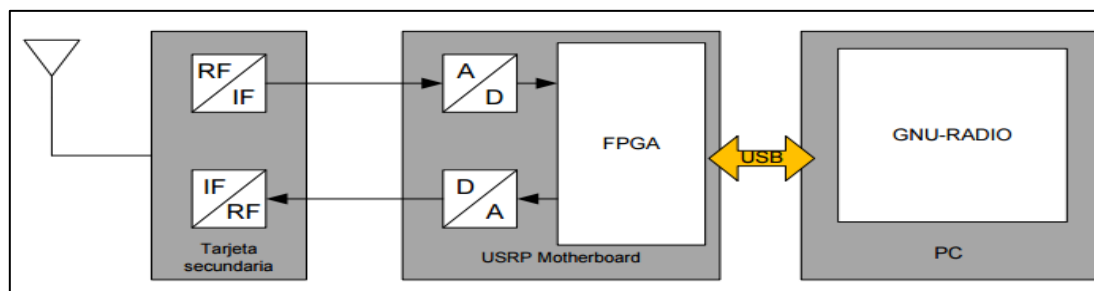 RF
IF
IF
RF
Tarjeta
secundaria
A
D
D
A
FPGA
USRP Motherboard
USB
GNU-RADIO
PC